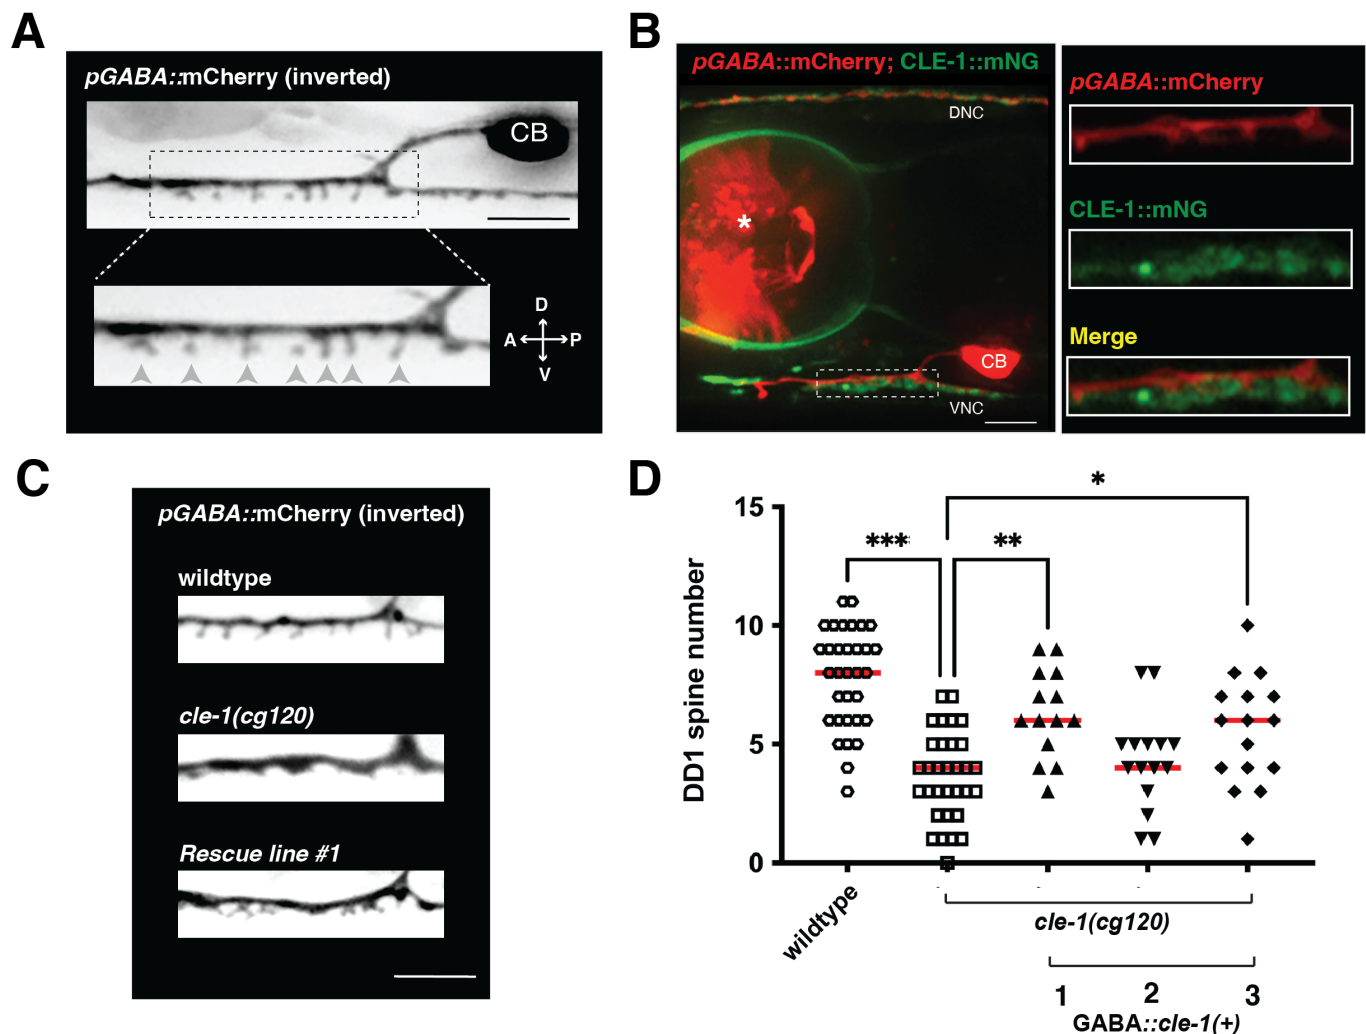 A
pGABA::mCherry (inverted)
CB
D
A P
V
B
pGABA::mCherry; CLE-1::mNG
DNC
*
CB
VNC
pGABA::mCherry
CLE-1::mNG
Merge
C
pGABA::mCherry (inverted)
wildtype
cle-1(cg120)
Rescue line #1
D
DD1 spine number
15
10
5
0
*
***
**
wildtype
cle-1(cg120)
1 2 3
GABA::cle-1(+)